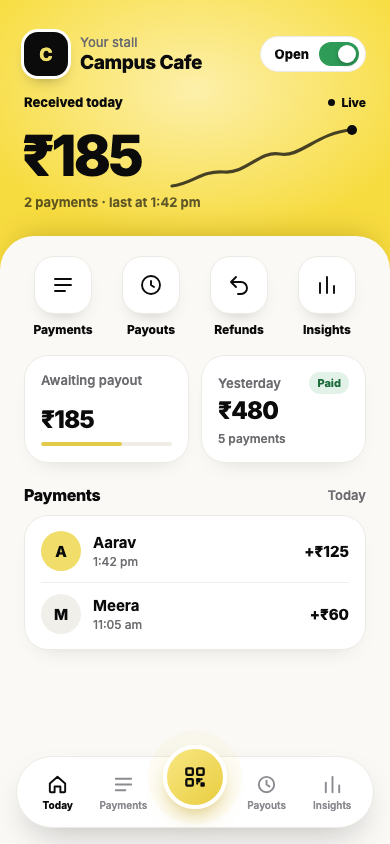 C
Your stall
Campus Cafe
Open
Received today
Live
₹185
2 payments · last at 1:42 pm
Payments
Payouts
Refunds
Insights
Awaiting payout
₹185
Yesterday
Paid
₹480
5 payments
Payments
Today
A
Aarav
1:42 pm
+₹125
M
Meera
11:05 am
+₹60
Today
Payments
Payouts
Insights